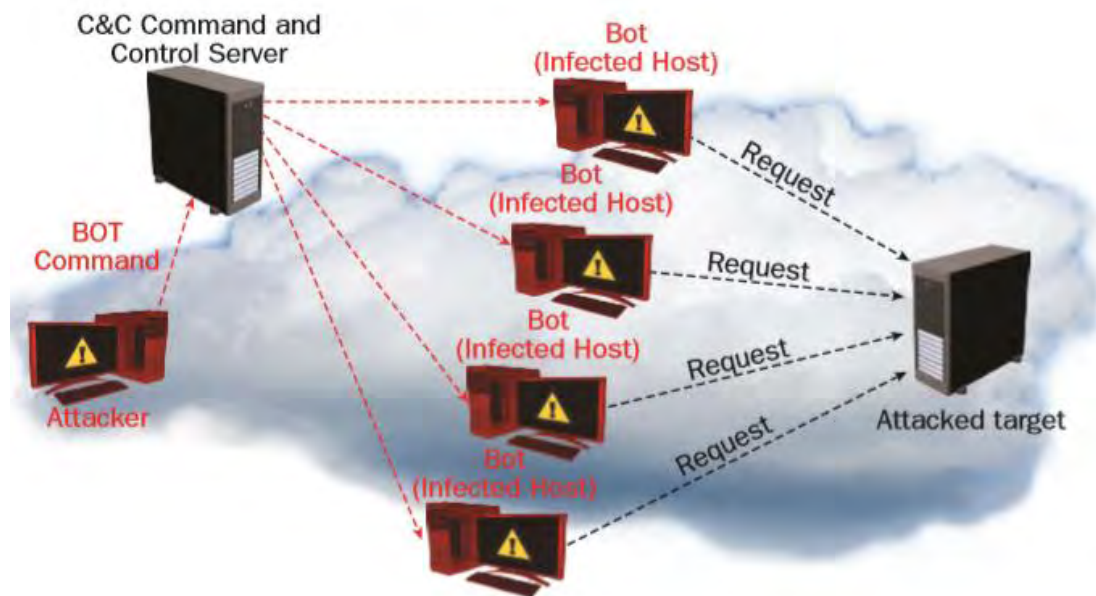 C&C Command and
Control Server
Bot
(Infected Host)
Request
Bot
(Infected Host)
BOT
Command
Request
Bot
(Infected Host)
Request
Attacker
Attacked target
Request
Bot
(Infected Host)